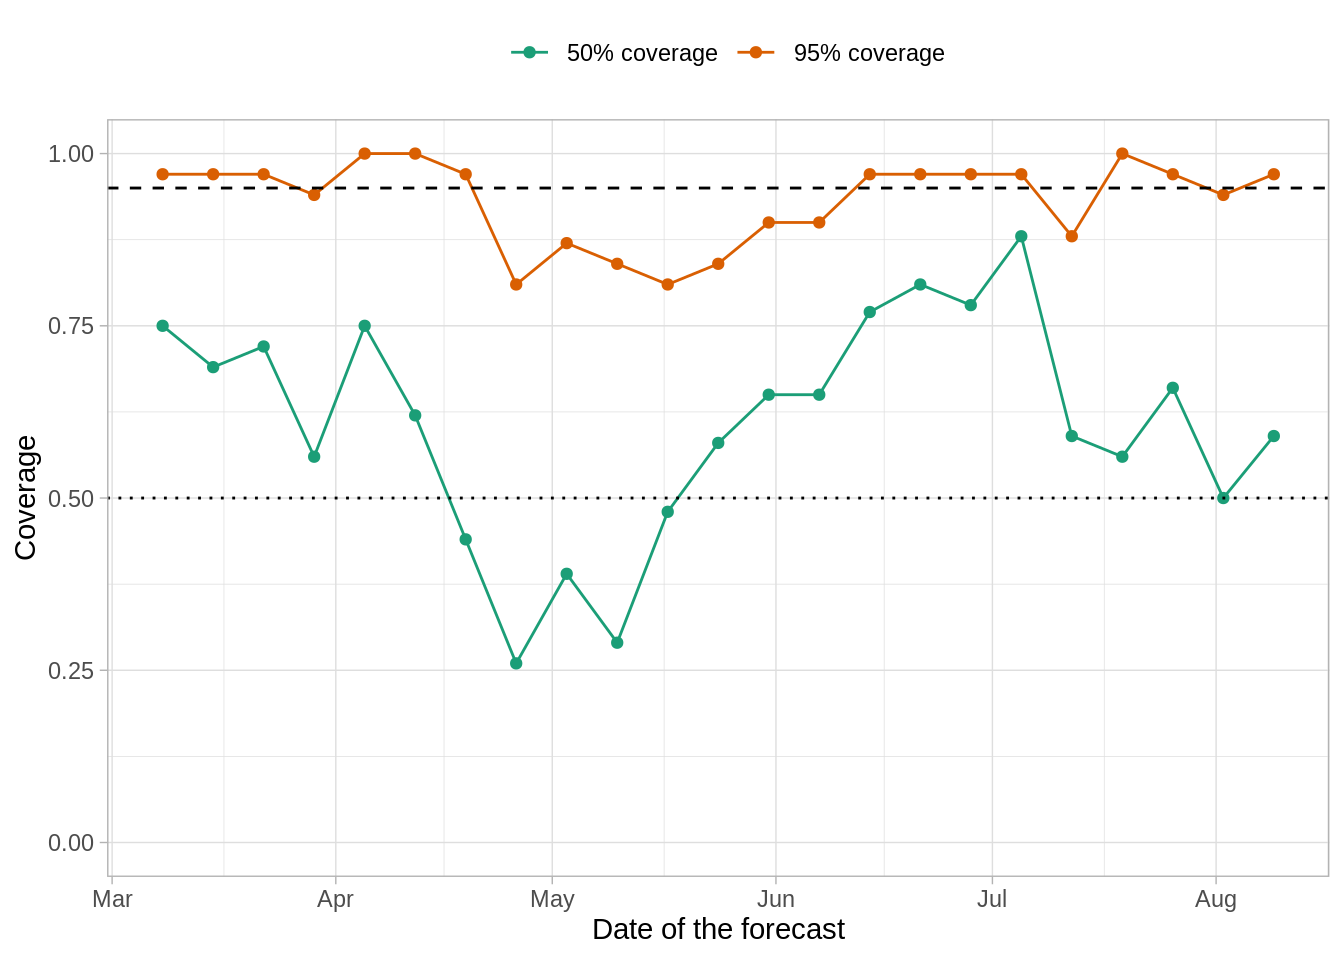 50% coverage 95% coverage
1.00
0.75
0.50
0.25
0.00
Coverage
Mar Apr May Jun Jul Aug
Date of the forecast